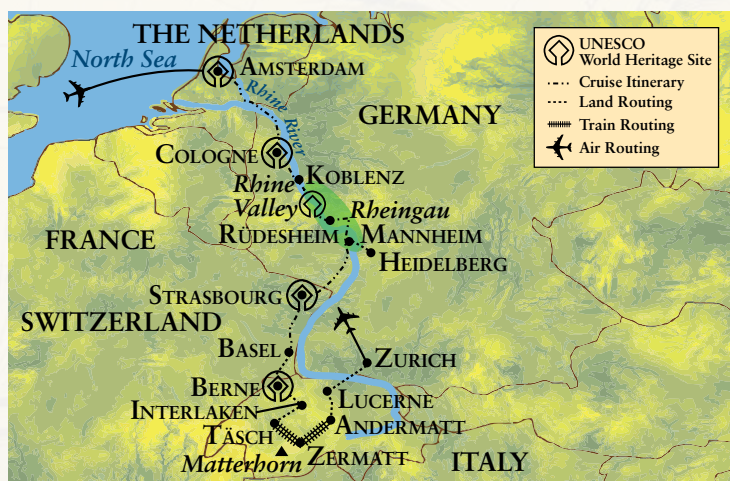 THE NETHERLANDS
North Sea
AMSTERDAM
UNESCO
World Heritage Site
Cruise Itinerary
Land Routing
Train Routing
Air Routing
Rhine River
GERMANY
COLOGNE
KOBLENZ
Rhine
Valley
Rheingau
RÜDESHEIM
MANNHEIM
HEIDELBERG
FRANCE
STRASBOURG
SWITZERLAND
BASEL
ZURICH
BERNE
INTERLAKEN
LUCERNE
ANDERMATT
TÄSCH
Matterhorn
ZERMATT
ITALY